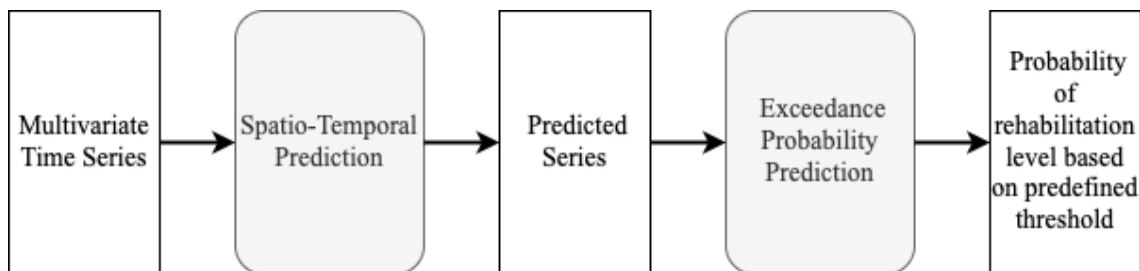 Multivariate
Time Series
Spatio-Temporal
Prediction
Predicted
Series
Exceedance
Probability
Prediction
Probability
of
rehabilitation
level based
on predefined
threshold